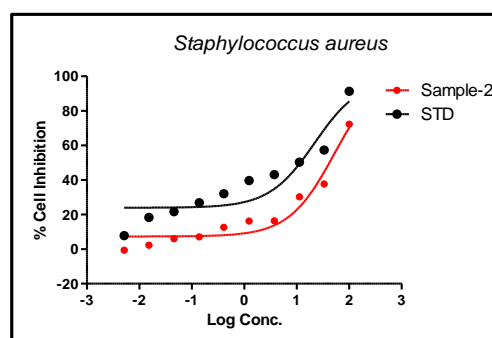 Staphylococcus aureus
100
80
60
40
20
0
-20
% Cell Inhibition
-3 -2 -1 0 1 2 3
Log Conc.
Sample-2
STD